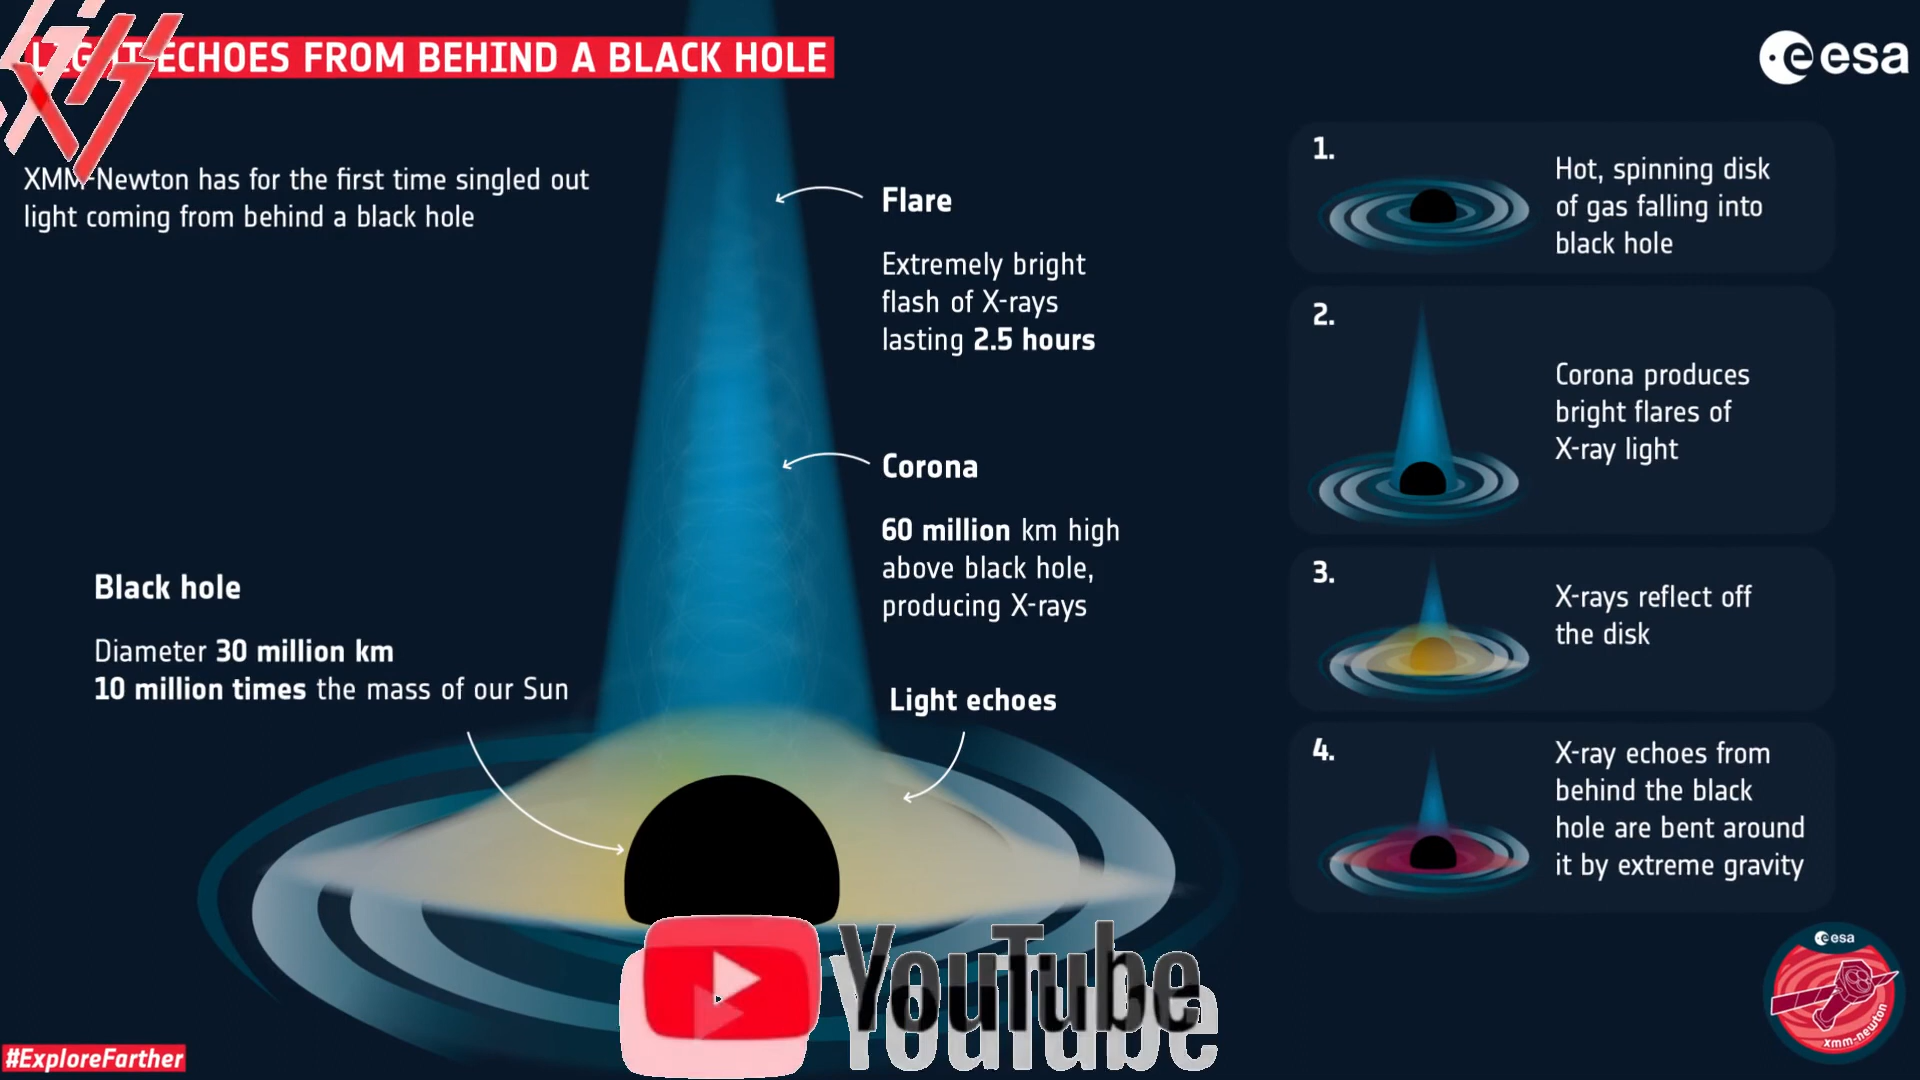 LIGHT ECHOES FROM BEHIND A BLACK HOLE
esa
XMM-Newton has for the first time singled out
light coming from behind a black hole
Flare
Extremely bright
flash of X-rays
lasting 2.5 hours
Corona
60 million km high
above black hole,
producing X-rays
Black hole
Diameter 30 million km
10 million times the mass of our Sun
Light echoes
1.
Hot, spinning disk
of gas falling into
black hole
2.
Corona produces
bright flares of
X-ray light
3.
X-rays reflect off
the disk
4.
X-ray echoes from
behind the black
hole are bent around
it by extreme gravity
YouTube
#ExploreFarther
esa
xmm-newton